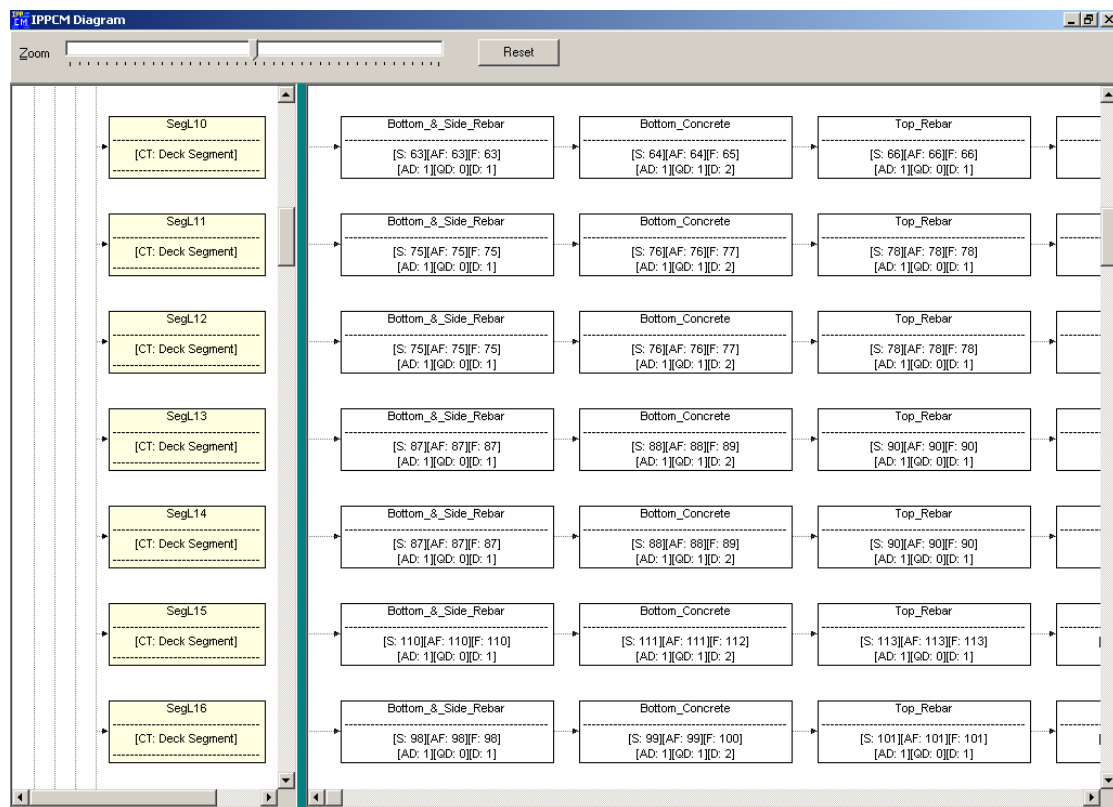 IPPCM Diagram
Zoom
Reset
SegL10
[CT: Deck Segment]
Bottom_&_Side_Rebar
[S: 63][AF: 63][F: 63]
[AD: 1][QD: 0][D: 1]
Bottom_Concrete
[S: 64][AF: 64][F: 65]
[AD: 1][QD: 1][D: 2]
Top_Rebar
[S: 66][AF: 66][F: 66]
[AD: 1][QD: 0][D: 1]
SegL11
[CT: Deck Segment]
Bottom_&_Side_Rebar
[S: 75][AF: 75][F: 75]
[AD: 1][QD: 0][D: 1]
Bottom_Concrete
[S: 76][AF: 76][F: 77]
[AD: 1][QD: 1][D: 2]
Top_Rebar
[S: 78][AF: 78][F: 78]
[AD: 1][QD: 0][D: 1]
SegL12
[CT: Deck Segment]
Bottom_&_Side_Rebar
[S: 75][AF: 75][F: 75]
[AD: 1][QD: 0][D: 1]
Bottom_Concrete
[S: 76][AF: 76][F: 77]
[AD: 1][QD: 1][D: 2]
Top_Rebar
[S: 78][AF: 78][F: 78]
[AD: 1][QD: 0][D: 1]
SegL13
[CT: Deck Segment]
Bottom_&_Side_Rebar
[S: 87][AF: 87][F: 87]
[AD: 1][QD: 0][D: 1]
Bottom_Concrete
[S: 88][AF: 88][F: 89]
[AD: 1][QD: 1][D: 2]
Top_Rebar
[S: 90][AF: 90][F: 90]
[AD: 1][QD: 0][D: 1]
SegL14
[CT: Deck Segment]
Bottom_&_Side_Rebar
[S: 87][AF: 87][F: 87]
[AD: 1][QD: 0][D: 1]
Bottom_Concrete
[S: 88][AF: 88][F: 89]
[AD: 1][QD: 1][D: 2]
Top_Rebar
[S: 90][AF: 90][F: 90]
[AD: 1][QD: 0][D: 1]
SegL15
[CT: Deck Segment]
Bottom_&_Side_Rebar
[S: 110][AF: 110][F: 110]
[AD: 1][QD: 0][D: 1]
Bottom_Concrete
[S: 111][AF: 111][F: 112]
[AD: 1][QD: 1][D: 2]
Top_Rebar
[S: 113][AF: 113][F: 113]
[AD: 1][QD: 0][D: 1]
SegL16
[CT: Deck Segment]
Bottom_&_Side_Rebar
[S: 98][AF: 98][F: 98]
[AD: 1][QD: 0][D: 1]
Bottom_Concrete
[S: 99][AF: 99][F: 100]
[AD: 1][QD: 1][D: 2]
Top_Rebar
[S: 101][AF: 101][F: 101]
[AD: 1][QD: 0][D: 1]